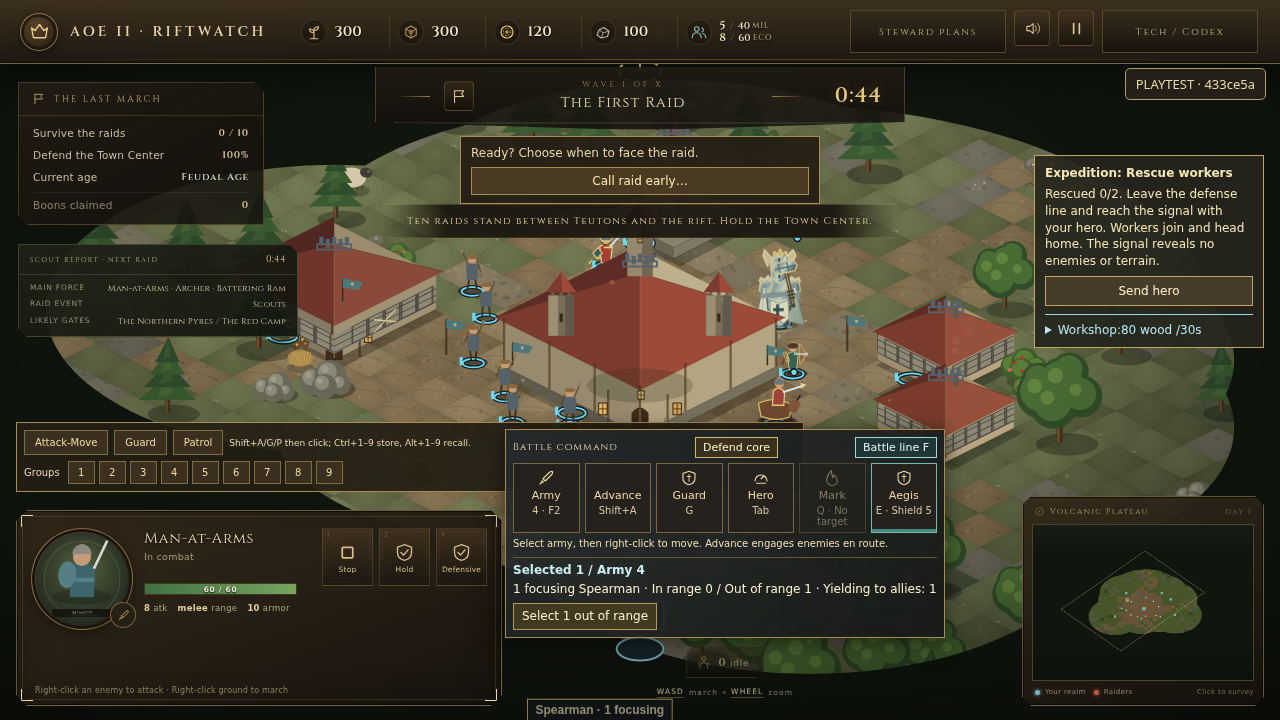 AOE II · RIFTWATCH
300
300
120
100
5 / 40 MIL
8 / 60 ECO
STEWARD PLANS
TECH / CODEX
PLAYTEST · 433ce5a
THE LAST MARCH
Survive the raids 0 / 10
Defend the Town Center 100%
Current age FEUDAL AGE
Boons claimed 0
WAVE I OF X
THE FIRST RAID
0:44
Ready? Choose when to face the raid.
Call raid early...
TEN RAIDS STAND BETWEEN TEUTONS AND THE RIFT. HOLD THE TOWN CENTER.
SCOUT REPORT · NEXT RAID 0:44
MAIN FORCE MAN-AT-ARMS · ARCHER · BATTERING RAM
RAID EVENT SCOUTS
LIKELY GATES THE NORTHERN PYRES / THE RED CAMP
Expedition: Rescue workers
Rescued 0/2. Leave the defense
line and reach the signal with
your hero. Workers join and head
home. The signal reveals no
enemies or terrain.
Send hero
Workshop:80 wood /30s
Attack-Move Guard Patrol Shift+A/G/P then click; Ctrl+1–9 store, Alt+1–9 recall.
Groups 1 2 3 4 5 6 7 8 9
BATTLE COMMAND Defend core Battle line F
Army
4 · F2
Advance
Shift+A
Guard
G
Hero
Tab
Mark
Q · No
target
Aegis
E · Shield 5
Select army, then right-click to move. Advance engages enemies en route.
Selected 1 / Army 4
1 focusing Spearman · In range 0 / Out of range 1 · Yielding to allies: 1
Select 1 out of range
MAN-AT-ARMS
In combat
60 / 60
8 atk melee range 10 armor
INFANTRY
1 Stop
2 Hold
3 Defensive
Right-click an enemy to attack · Right-click ground to march
0 idle
WASD march • WHEEL zoom
Spearman · 1 focusing
VOLCANIC PLATEAU DAY 1
Your realm Raiders Click to survey